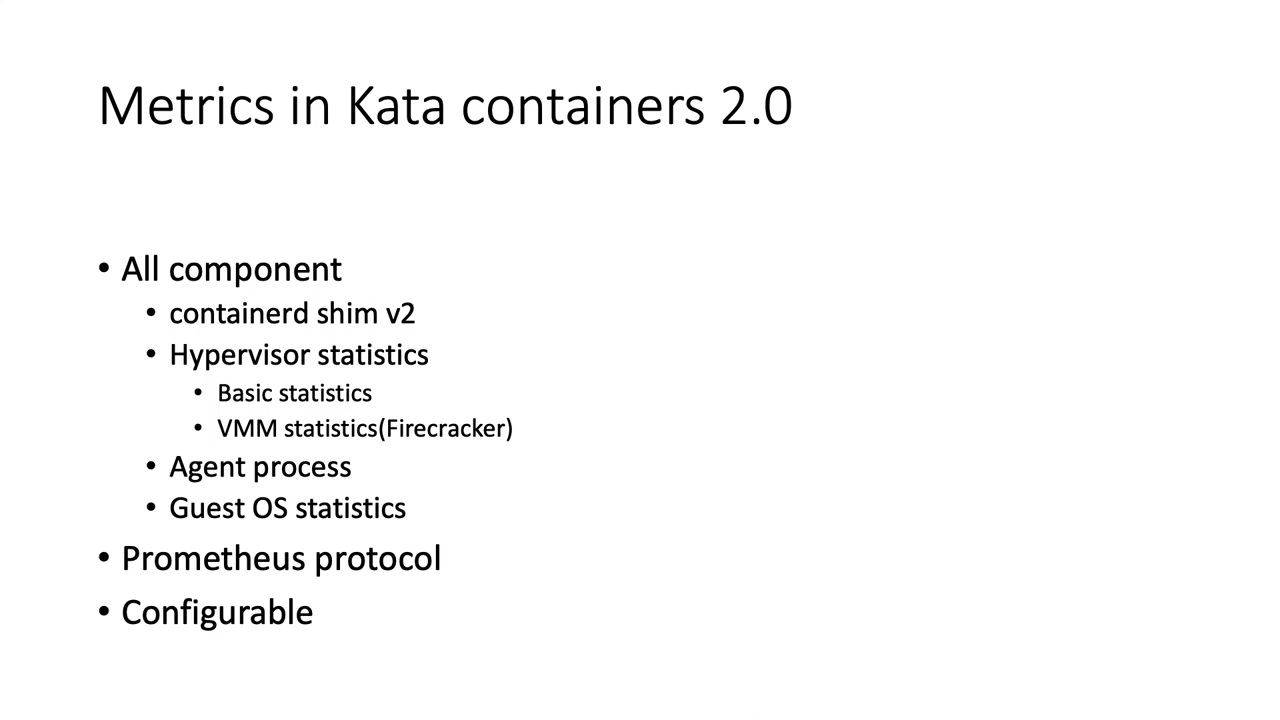 Metrics in Kata containers 2.0
• All component
• containerd shim v2
• Hypervisor statistics
• Basic statistics
• VMM statistics(Firecracker)
• Agent process
• Guest OS statistics
• Prometheus protocol
• Configurable